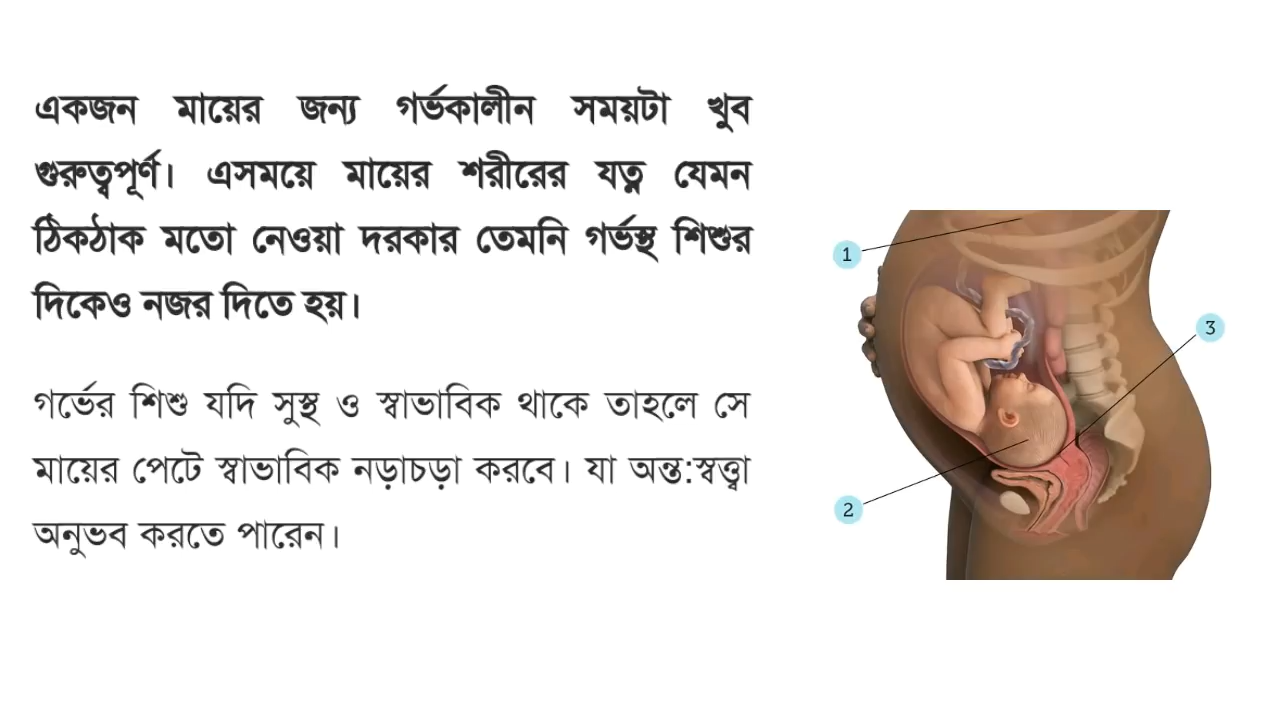 একজন মায়ের জন্য গর্ভকালীন সময়টা খুব
গুরুত্বপূর্ণ। এসময়ে মায়ের শরীরের যত্ন যেমন
ঠিকঠাক মতো নেওয়া দরকার তেমনি গর্ভস্থ শিশুর
দিকেও নজর দিতে হয়।
গর্ভের শিশু যদি সুস্থ ও স্বাভাবিক থাকে তাহলে সে
মায়ের পেটে স্বাভাবিক নড়াচড়া করবে। যা অন্ত:স্বত্ত্বা
অনুভব করতে পারেন।
1
3
2